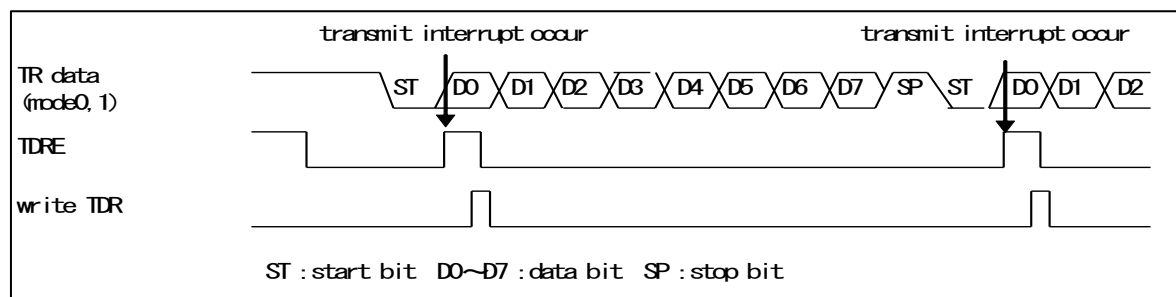 transmit interrupt occur transmit interrupt occur
TR data
(mode0, 1)
ST D0 D1 D2 D3 D4 D5 D6 D7 SP ST D0 D1 D2
TDRE
write TDR
ST : start bit D0~D7 : data bit SP : stop bit